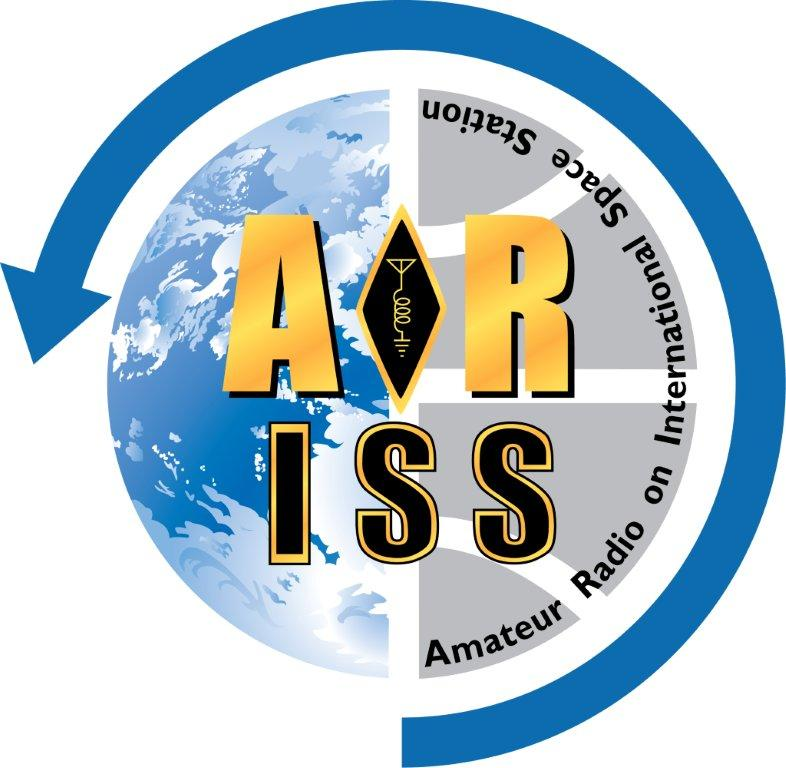 A R
ISS
Amateur Radio on International Space Station